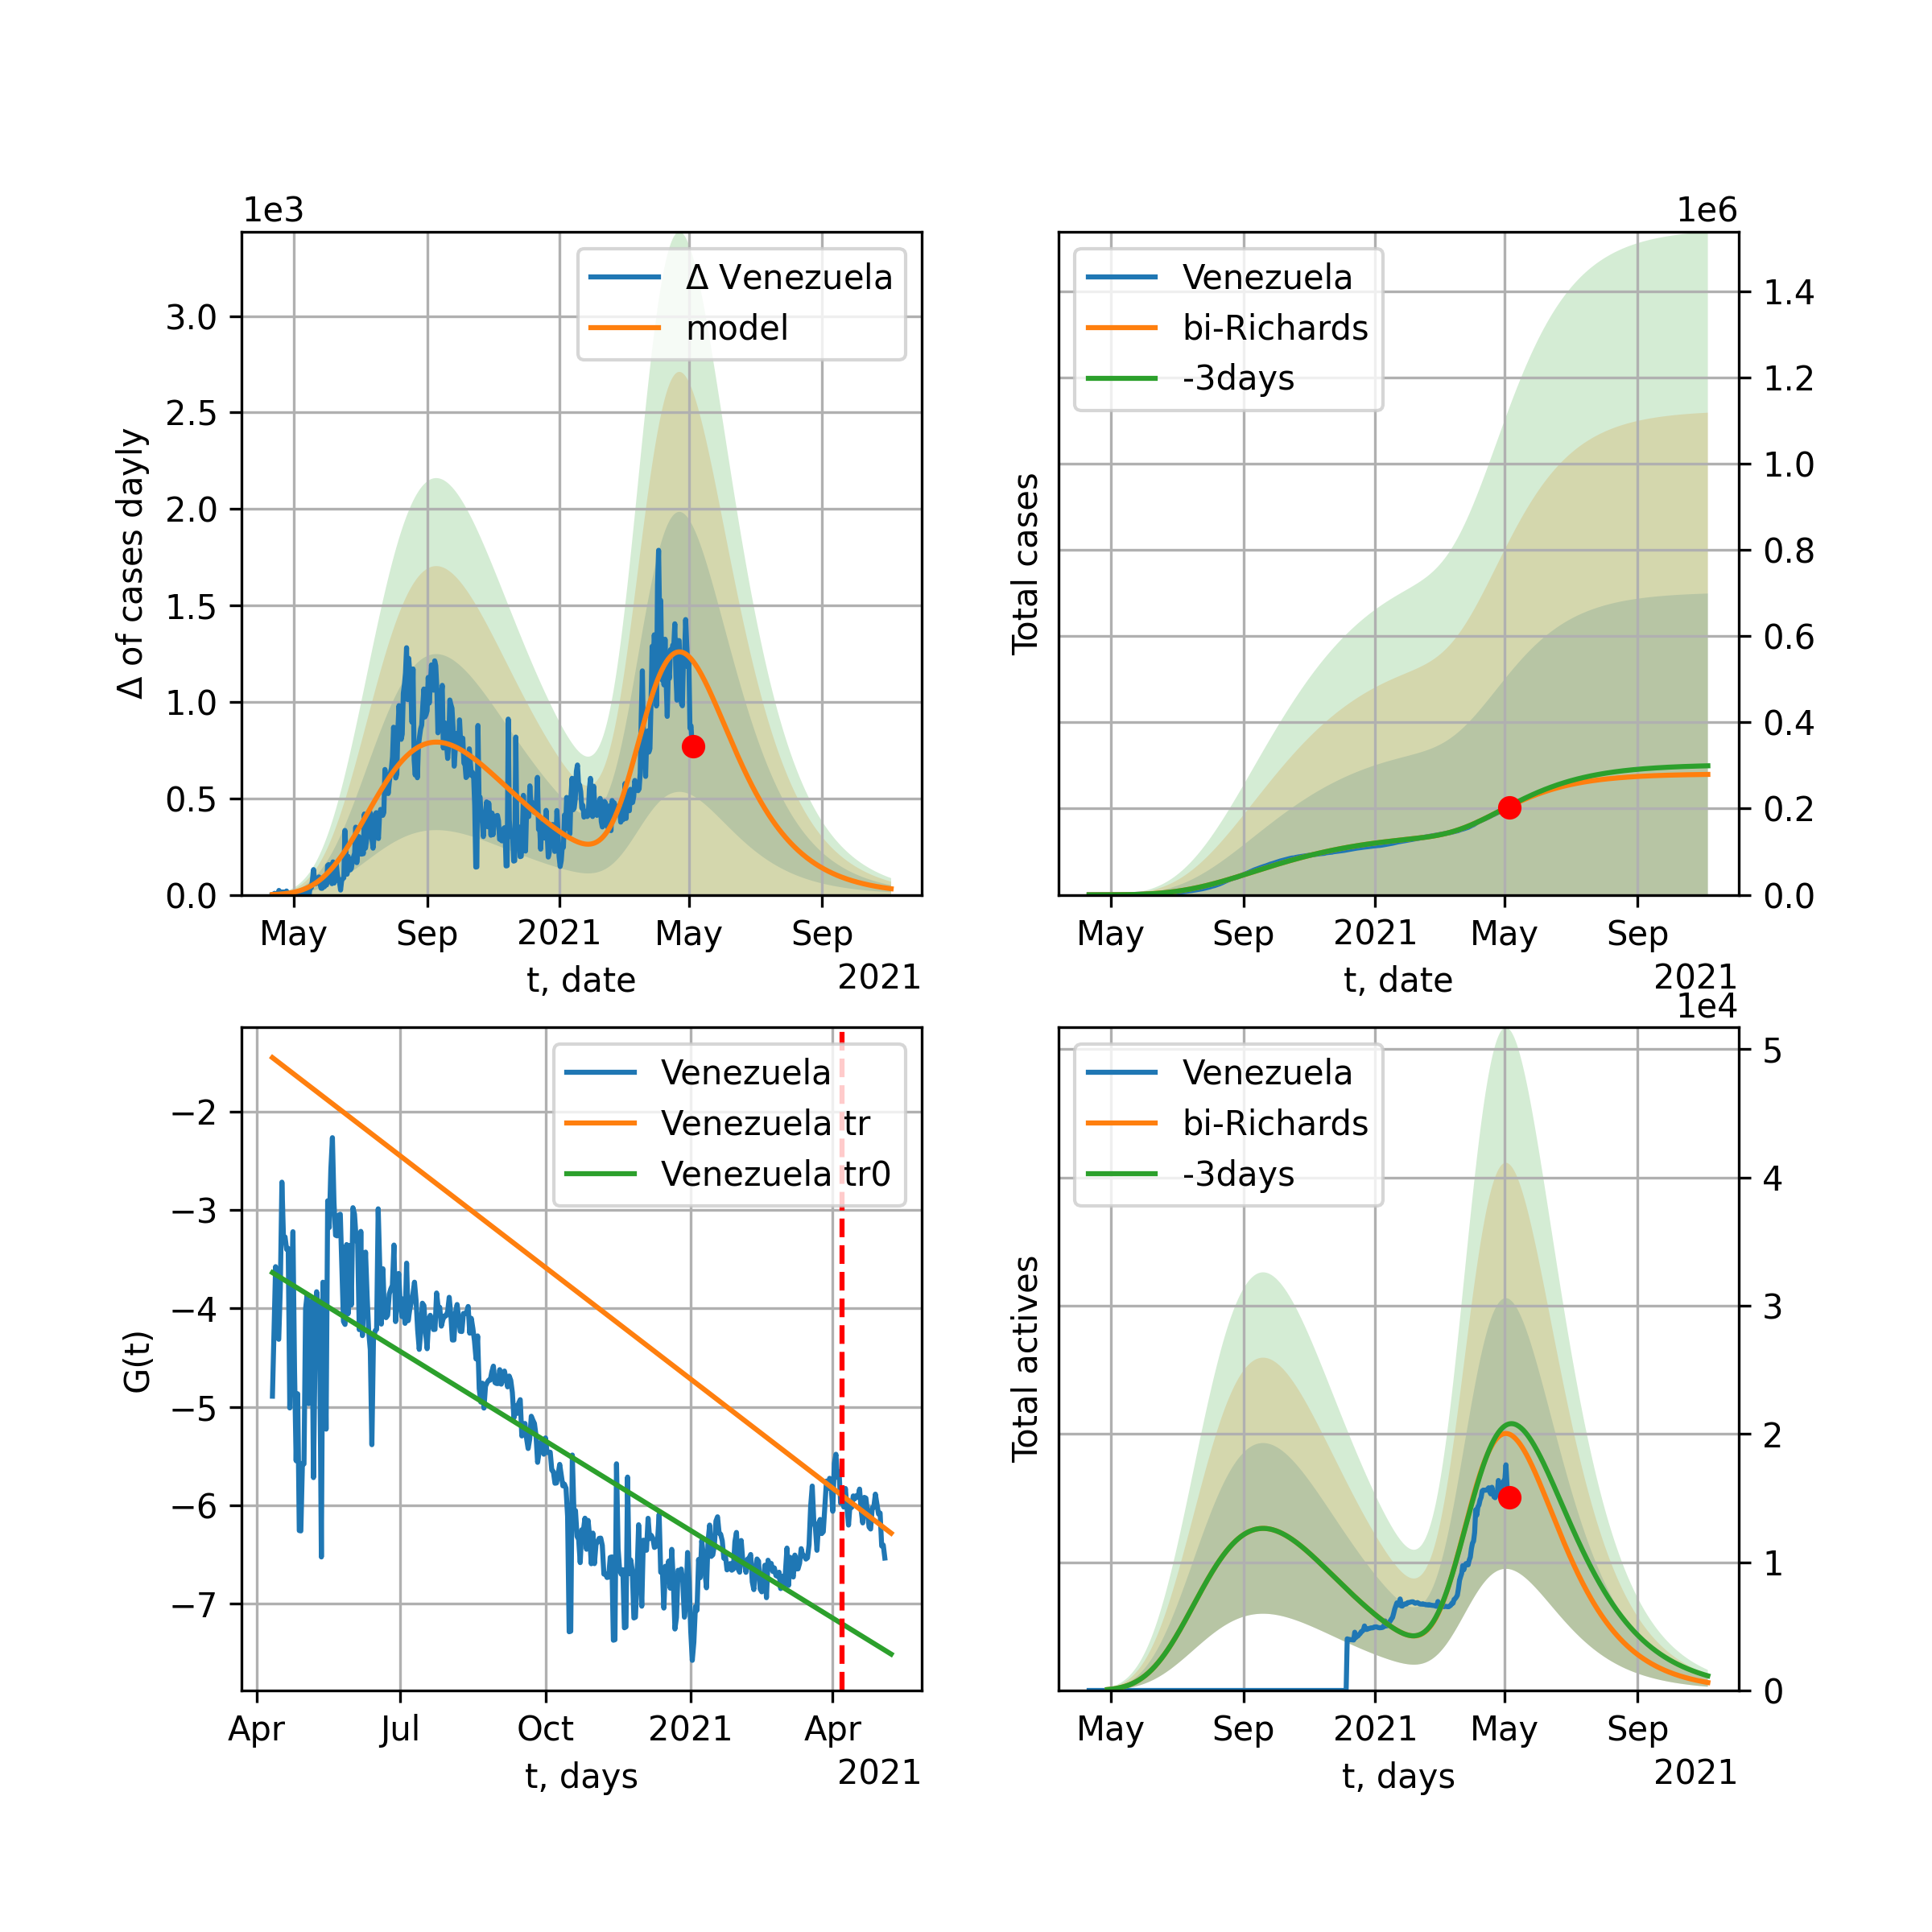 1e3
Δ of cases dayly
3.0
2.5
2.0
1.5
1.0
0.5
0.0
Δ Venezuela
model
May
Sep
2021
May
Sep
t, date
2021
1e6
Total cases
Venezuela
bi-Richards
-3days
1.4
1.2
1.0
0.8
0.6
0.4
0.2
0.0
May
Sep
2021
May
Sep
t, date
2021
G(t)
−2
−3
−4
−5
−6
−7
Venezuela
Venezuela tr
Venezuela tr0
Apr
Jul
Oct
2021
Apr
t, days
2021
1e4
Total actives
Venezuela
bi-Richards
-3days
5
4
3
2
1
0
May
Sep
2021
May
Sep
t, days
2021